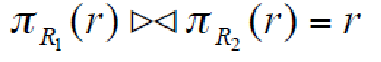 π_{R₁}(r) ▷◁ π_{R₂}(r) = r